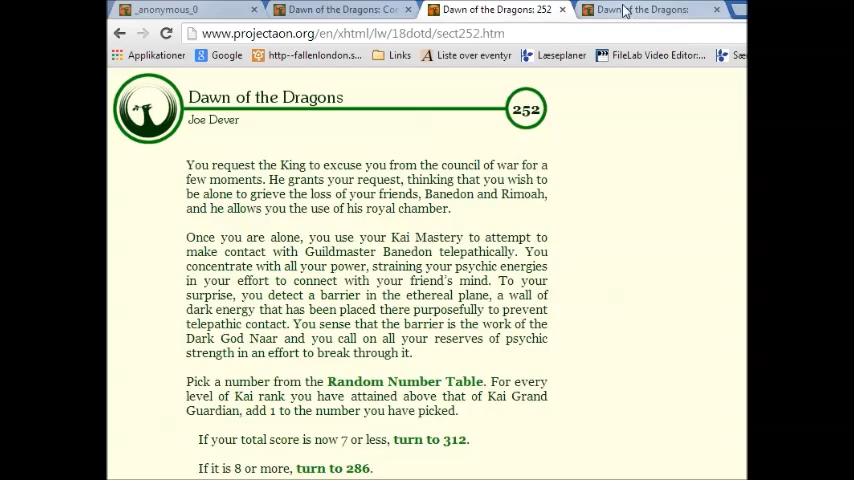 _anonymous_0
Dawn of the Dragons: Co
Dawn of the Dragons: 252
Dawn of the Dragons:
www.projectaon.org/en/xhtml/lw/18dotd/sect252.htm
Applikationer Google http--fallenlondon.s... Links Liste over eventyr Læseplaner FileLab Video Editor:... Sæ
Dawn of the Dragons
252
Joe Dever
You request the King to excuse you from the council of war for a
few moments. He grants your request, thinking that you wish to
be alone to grieve the loss of your friends, Banedon and Rimoah,
and he allows you the use of his royal chamber.
Once you are alone, you use your Kai Mastery to attempt to
make contact with Guildmaster Banedon telepathically. You
concentrate with all your power, straining your psychic energies
in your effort to connect with your friend's mind. To your
surprise, you detect a barrier in the ethereal plane, a wall of
dark energy that has been placed there purposefully to prevent
telepathic contact. You sense that the barrier is the work of the
Dark God Naar and you call on all your reserves of psychic
strength in an effort to break through it.
Pick a number from the Random Number Table. For every
level of Kai rank you have attained above that of Kai Grand
Guardian, add 1 to the number you have picked.
If your total score is now 7 or less, turn to 312.
If it is 8 or more, turn to 286.